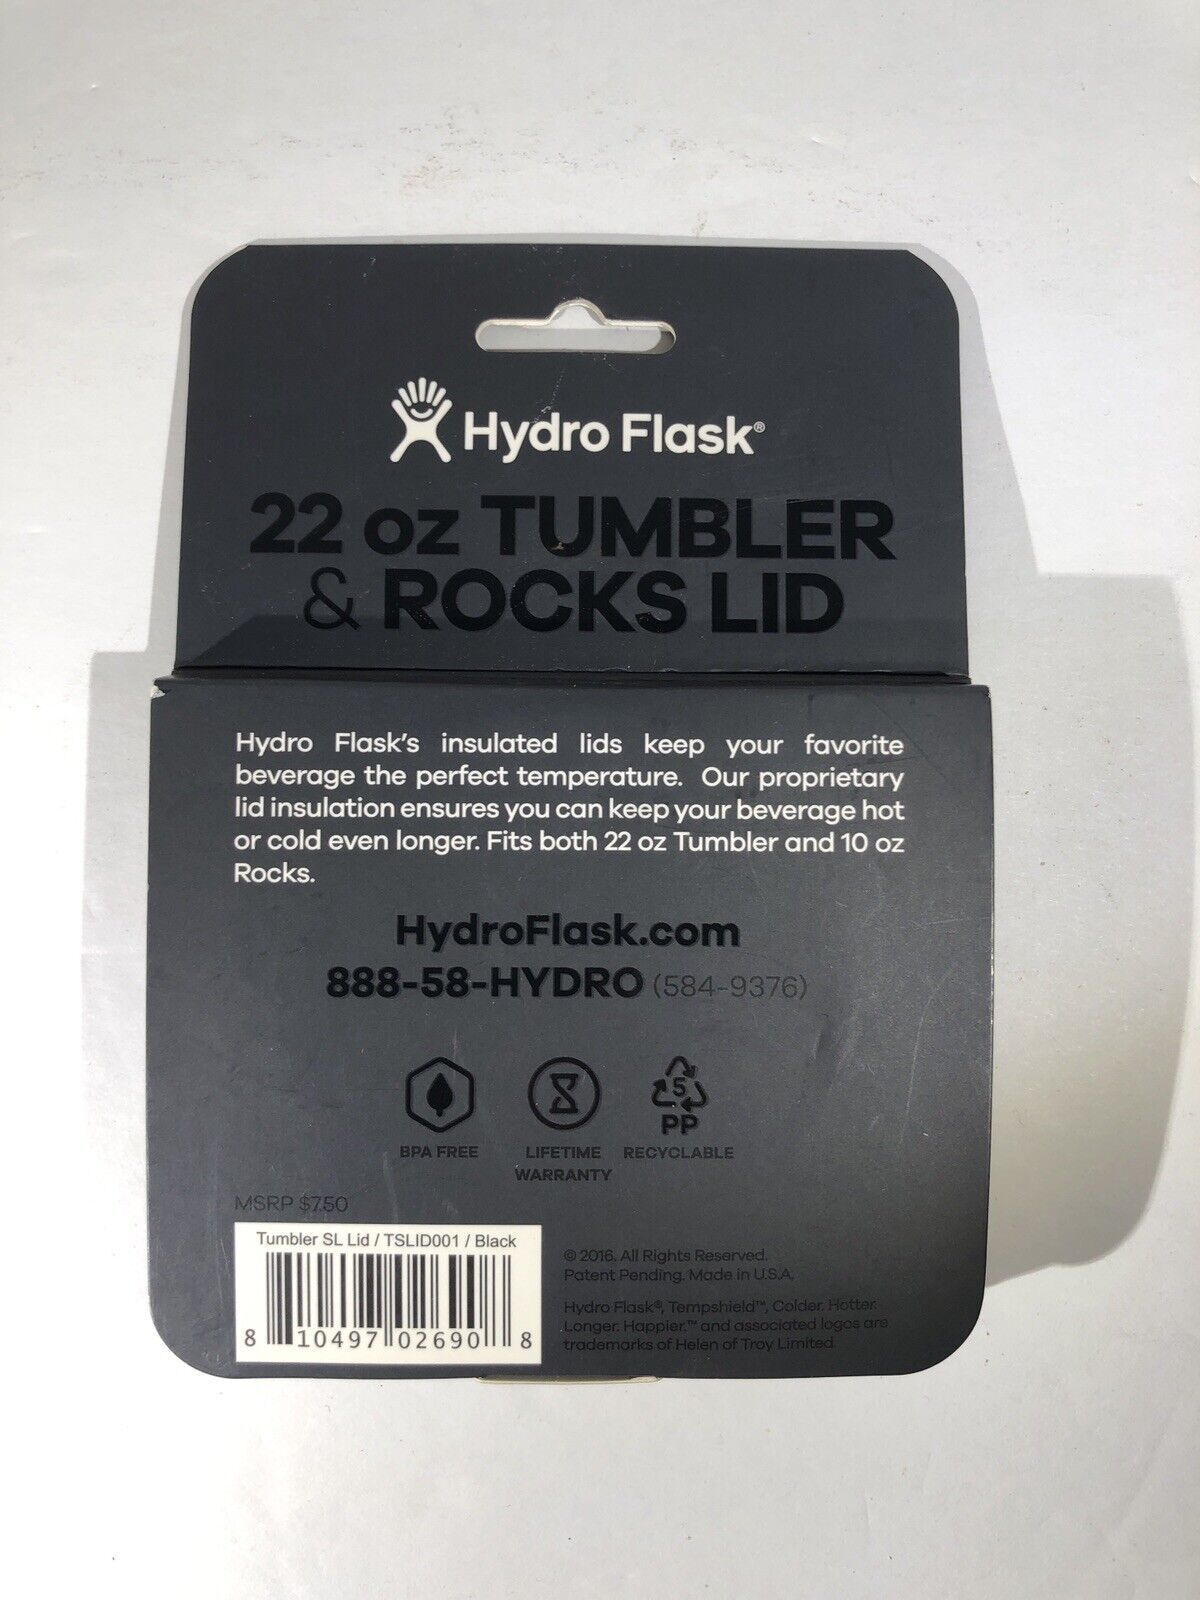 Hydro Flask®
22 oz TUMBLER
& ROCKS LID
Hydro Flask's insulated lids keep your favorite
beverage the perfect temperature. Our proprietary
lid insulation ensures you can keep your beverage hot
or cold even longer. Fits both 22 oz Tumbler and 10 oz
Rocks.
HydroFlask.com
888-58-HYDRO (584-9376)
5
PP
BPA FREE LIFETIME RECYCLABLE
WARRANTY
MSRP $7.50
Tumbler SL Lid / TSLID001 / Black
8 10497 02690 8
© 2016. All Rights Reserved.
Patent Pending. Made in U.S.A.
Hydro Flask®, Tempshield™, Colder. Hotter.
Longer. Happier.™ and associated logos are
trademarks of Helen of Troy Limited.